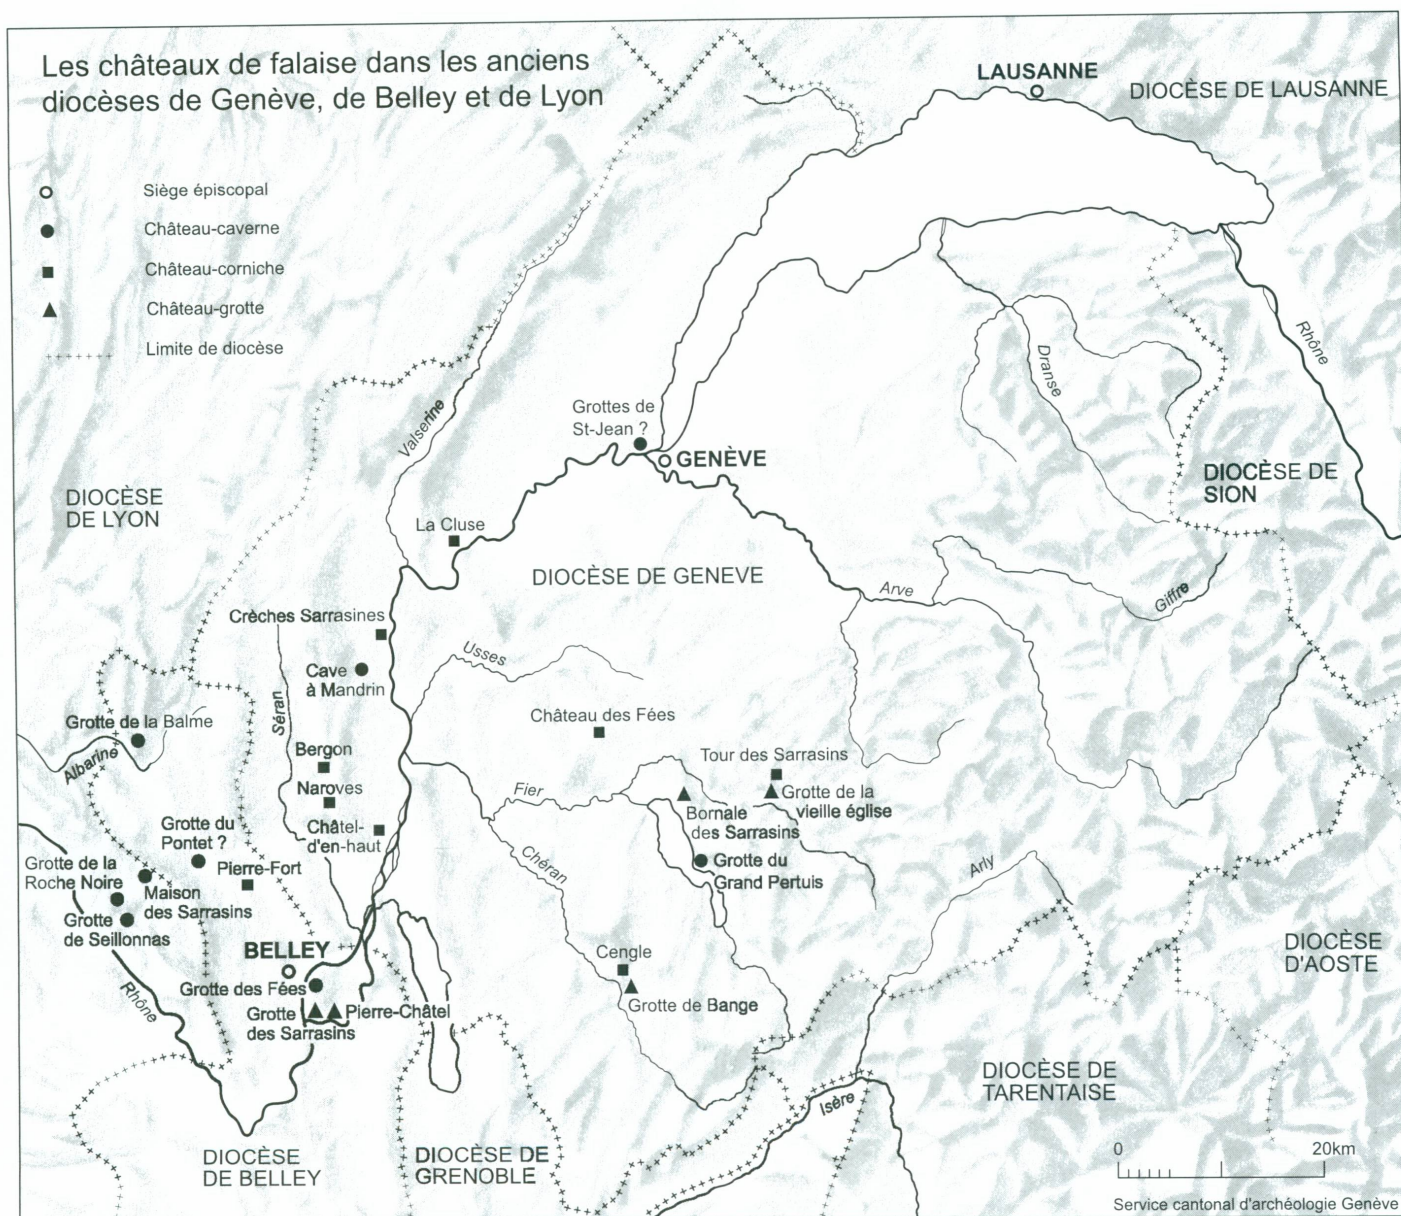 Les châteaux de falaise dans les anciens
diocèses de Genève, de Belley et de Lyon
Siège épiscopal
Château-caverne
Château-corniche
Château-grotte
Limite de diocèse
LAUSANNE
DIOCÈSE DE LAUSANNE
Rhône
Dranse
Valserine
Grottes de
St-Jean ?
GENÈVE
DIOCÈSE DE
SION
DIOCÈSE
DE LYON
La Cluse
DIOCÈSE DE GENEVE
Arve
Giffre
Crèches Sarrasines
Usses
Cave
à Mandrin
Séran
Grotte de la Balme
Albarine
Château des Fées
Bergon
Tour des Sarrasins
Naroves
Fier
Grotte de la
vieille église
Bornale
des Sarrasins
Châtel-
d'en-haut
Grotte du
Pontet ?
Pierre-Fort
Chéran
Grotte du
Grand Pertuis
Arly
Grotte de la
Roche Noire
Maison
des Sarrasins
Grotte
de Seillonnas
BELLEY
Cengle
DIOCÈSE
D'AOSTE
Grotte des Fées
Rhône
Grotte
des Sarrasins
Pierre-Châtel
Grotte de Bange
DIOCÈSE DE
TARENTAISE
Isère
DIOCÈSE
DE BELLEY
DIOCÈSE DE
GRENOBLE
0 20km
Service cantonal d'archéologie Genève